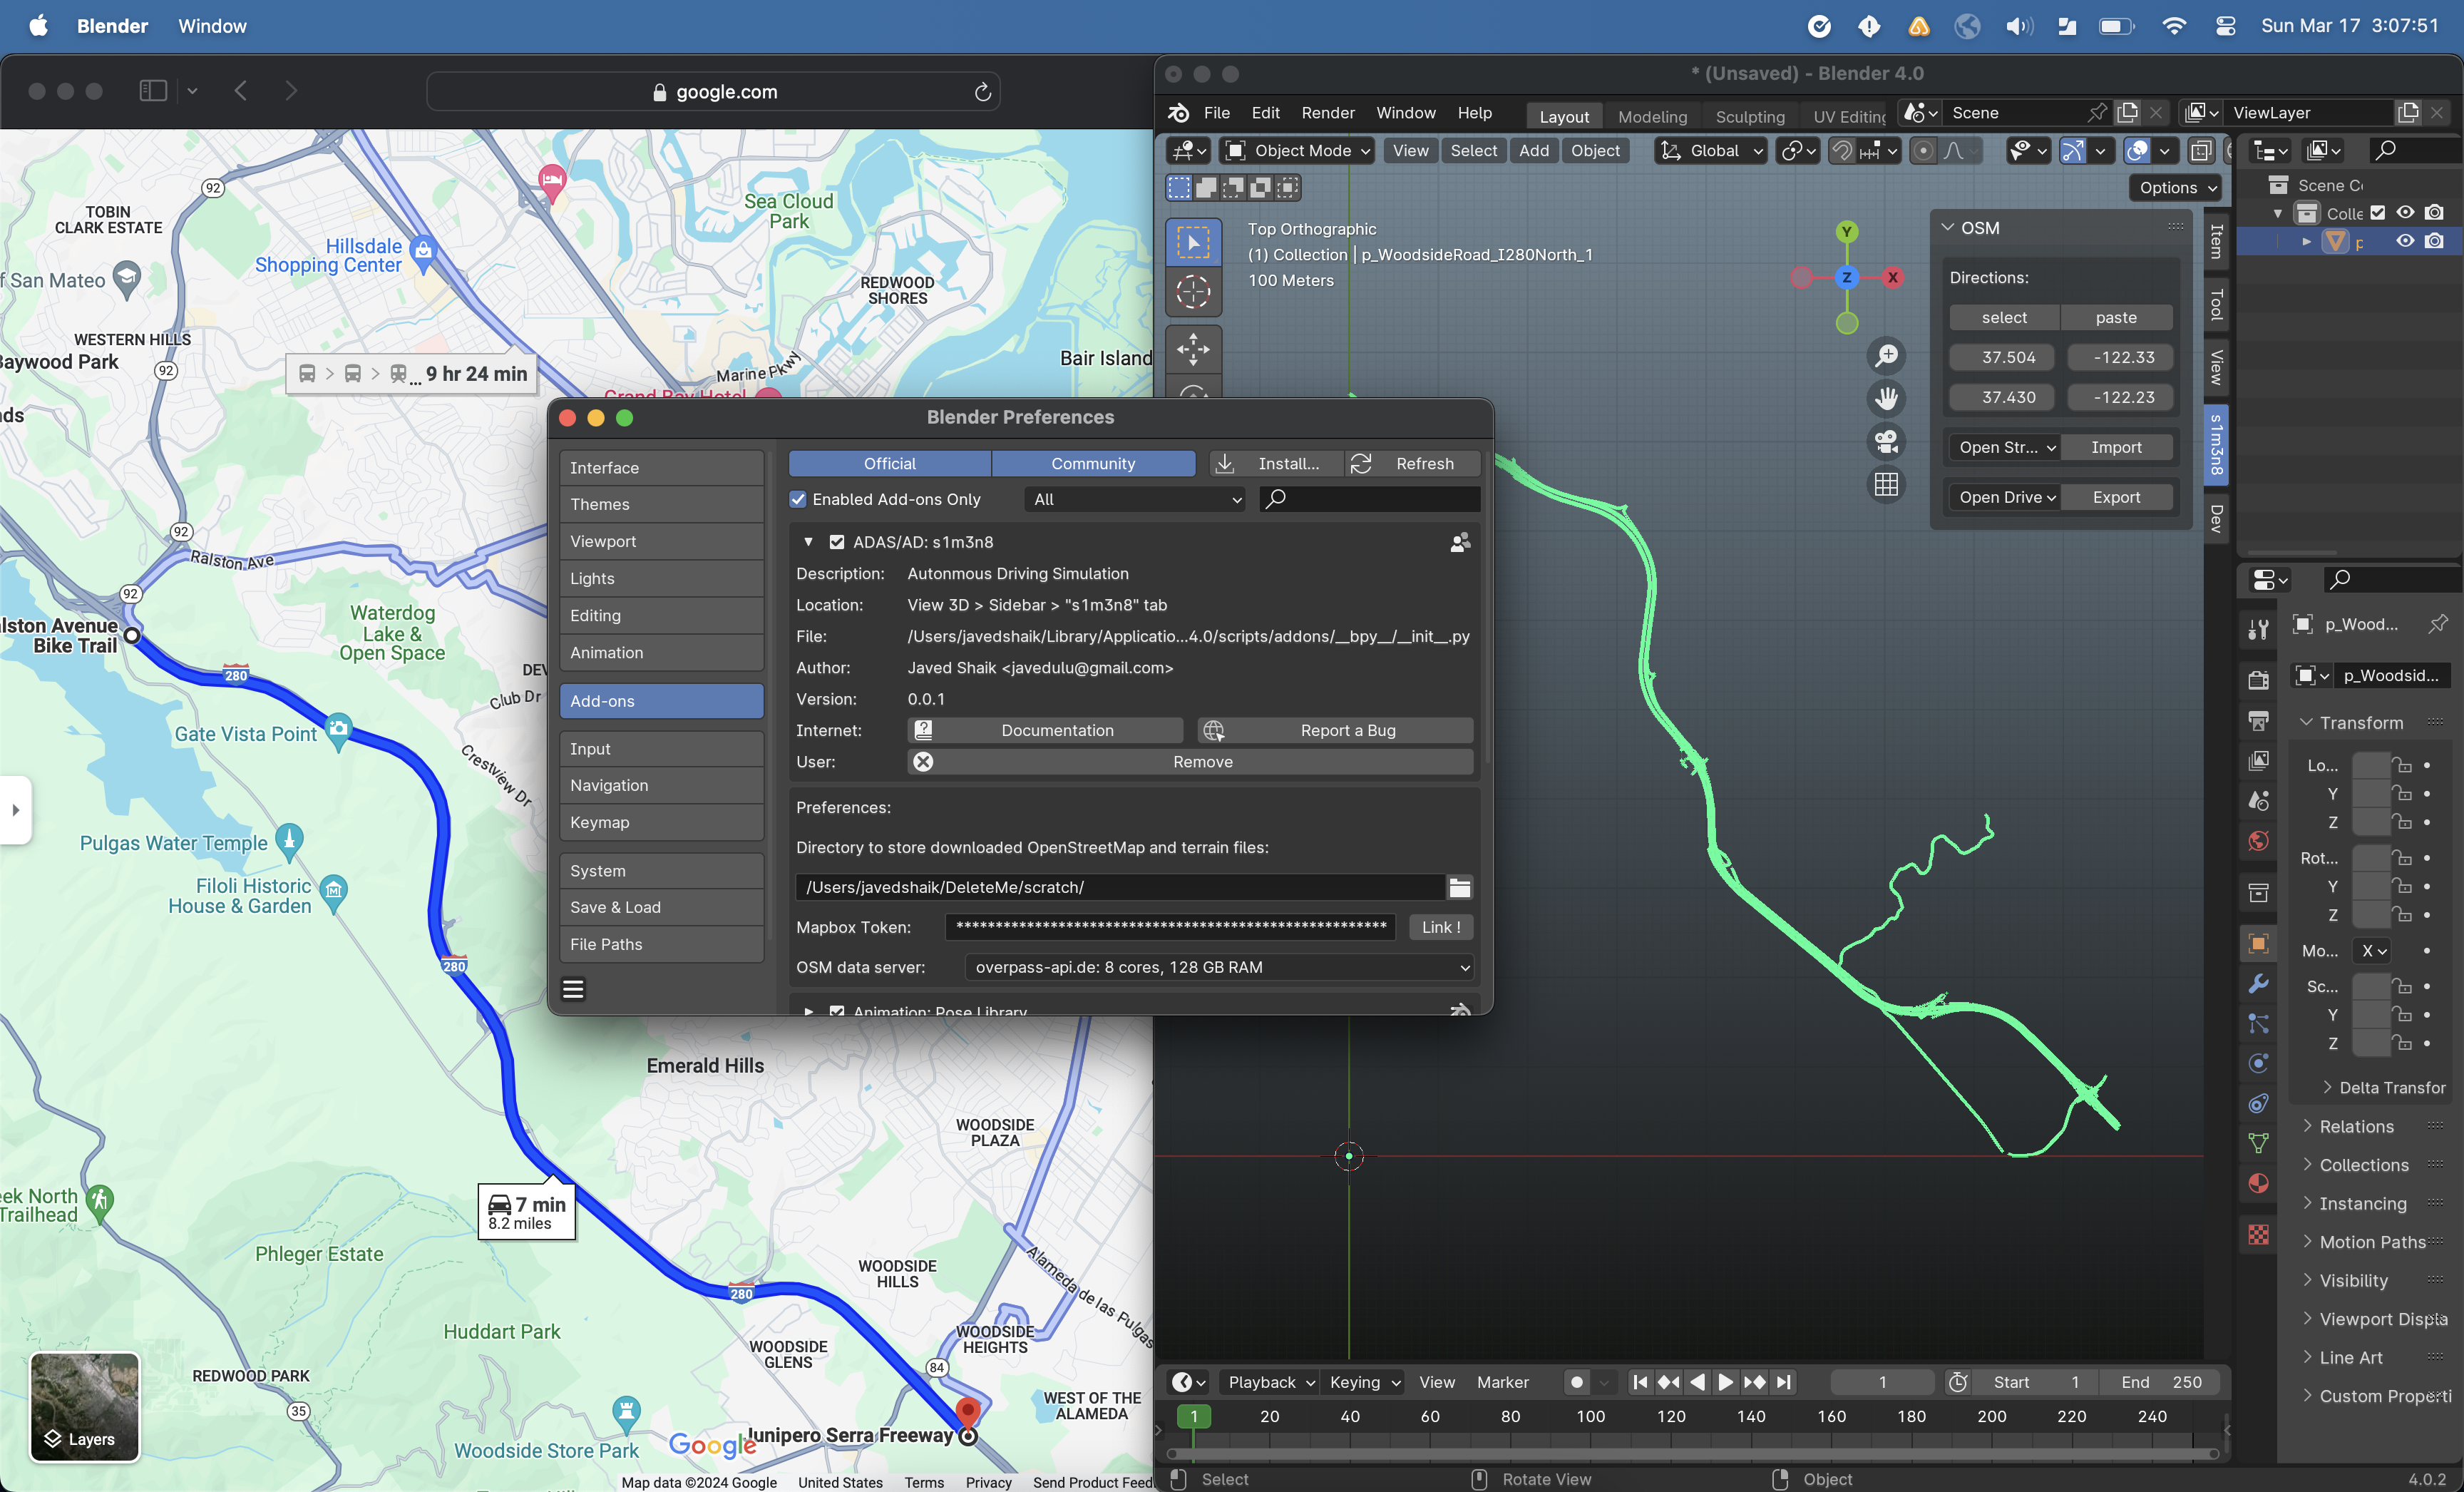 Blender
Window
Sun Mar 17 3:07:51
google.com
92
TOBIN
CLARK ESTATE
Hillsdale
Shopping Center
f San Mateo
Sea Cloud
Park
REDWOOD
SHORES
WESTERN HILLS
Baywood Park
92
Bair Island
Marine Pkwy
... 9 hr 24 min
Grand Bay Hotel
nds
92
Ralston Ave
92
Waterdog
Lake &
Open Space
alston Avenue
Bike Trail
280
DEV
Club Dr
Gate Vista Point
Crestview Dr
Pulgas Water Temple
Filoli Historic
House & Garden
280
Emerald Hills
WOODSIDE
PLAZA
eek North
Trailhead
7 min
8.2 miles
Phleger Estate
Alameda de las Pulgas
WOODSIDE
HILLS
280
Huddart Park
WOODSIDE
HEIGHTS
WOODSIDE
GLENS
84
REDWOOD PARK
35
WEST OF THE
ALAMEDA
Layers
Woodside Store Park
Google
Junipero Serra Freeway
Map data ©2024 Google
United States
Terms
Privacy
Send Product Feed
Blender Preferences
Interface
Themes
Viewport
Lights
Editing
Animation
Add-ons
Input
Navigation
Keymap
System
Save & Load
File Paths
Official
Community
Install...
Refresh
Enabled Add-ons Only
All
ADAS/AD: s1m3n8
Description: Autonmous Driving Simulation
Location: View 3D > Sidebar > "s1m3n8" tab
File: /Users/javedshaik/Library/Applicatio...4.0/scripts/addons/__bpy__/__init__.py
Author: Javed Shaik <javedulu@gmail.com>
Version: 0.0.1
Internet: Documentation Report a Bug
User: Remove
Preferences:
Directory to store downloaded OpenStreetMap and terrain files:
/Users/javedshaik/DeleteMe/scratch/
Mapbox Token: ****************************************************** Link !
OSM data server: overpass-api.de: 8 cores, 128 GB RAM
Animation: Pose Library
* (Unsaved) - Blender 4.0
File Edit Render Window Help
Layout Modeling Sculpting UV Editing
Scene
ViewLayer
Object Mode
View Select Add Object
Global
Options
Top Orthographic
(1) Collection | p_WoodsideRoad_I280North_1
100 Meters
Y
Z
X
OSM
Directions:
select paste
37.504 -122.33
37.430 -122.23
Open Str... Import
Open Drive Export
Item
Tool
View
s1m3n8
Dev
Scene Co
Colle
p
p_Wood...
p_Woodsid...
Transform
Lo...
Y
Z
Rot...
Y
Z
Mo... X
Sc...
Y
Z
Delta Transfor
Relations
Collections
Instancing
Motion Paths
Visibility
Viewport Displa
Line Art
Custom Properti
Playback Keying View Marker
1
Start 1
End 250
1 20 40 60 80 100 120 140 160 180 200 220 240
Select
Rotate View
Object
4.0.2